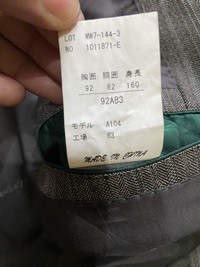 LOT MW7-144-3
NO 1011871-E
胸囲 胴囲 身長
92 82 160
92AB3
モデル A104
工場 83
MADE IN CHINA